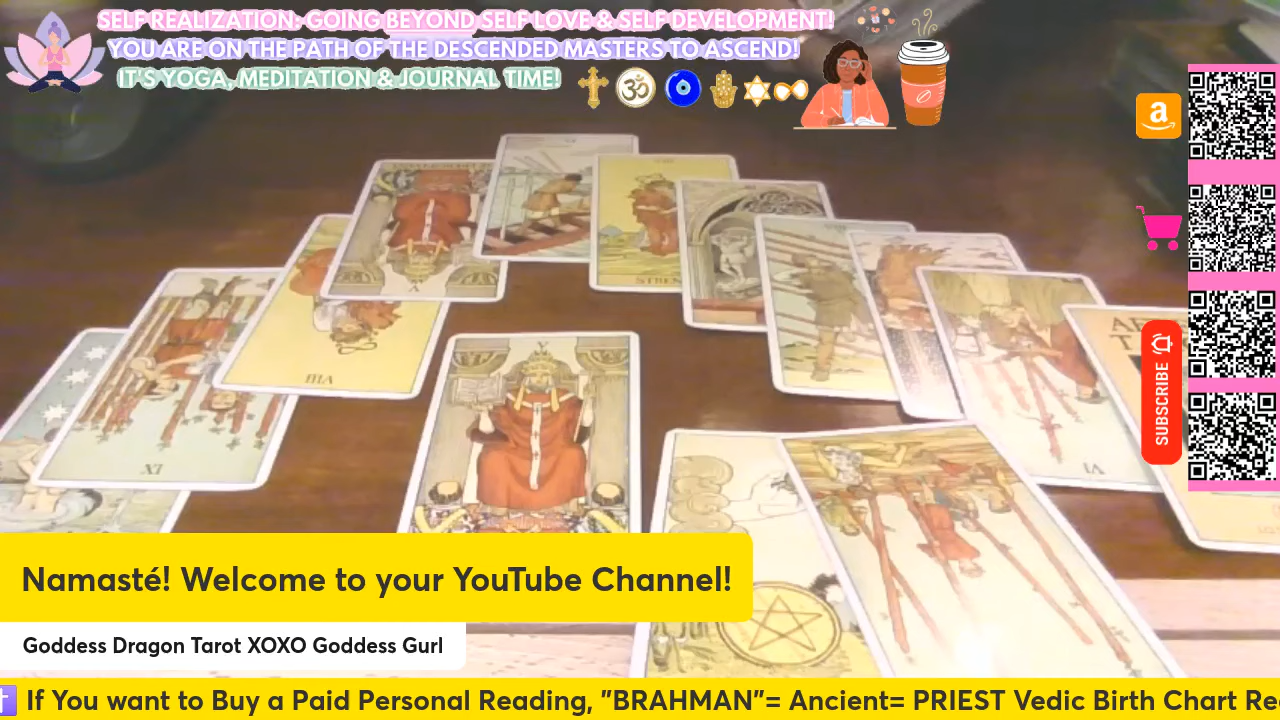 SELF REALIZATION: GOING BEYOND SELF LOVE & SELF DEVELOPMENT!
YOU ARE ON THE PATH OF THE DESCENDED MASTERS TO ASCEND!
IT'S YOGA, MEDITATION & JOURNAL TIME!
ॐ
a
SUBSCRIBE
VIII
V
XI
IIIV
V
IV
Namasté! Welcome to your YouTube Channel!
Goddess Dragon Tarot XOXO Goddess Gurl
If You want to Buy a Paid Personal Reading, "BRAHMAN"= Ancient= PRIEST Vedic Birth Chart Re